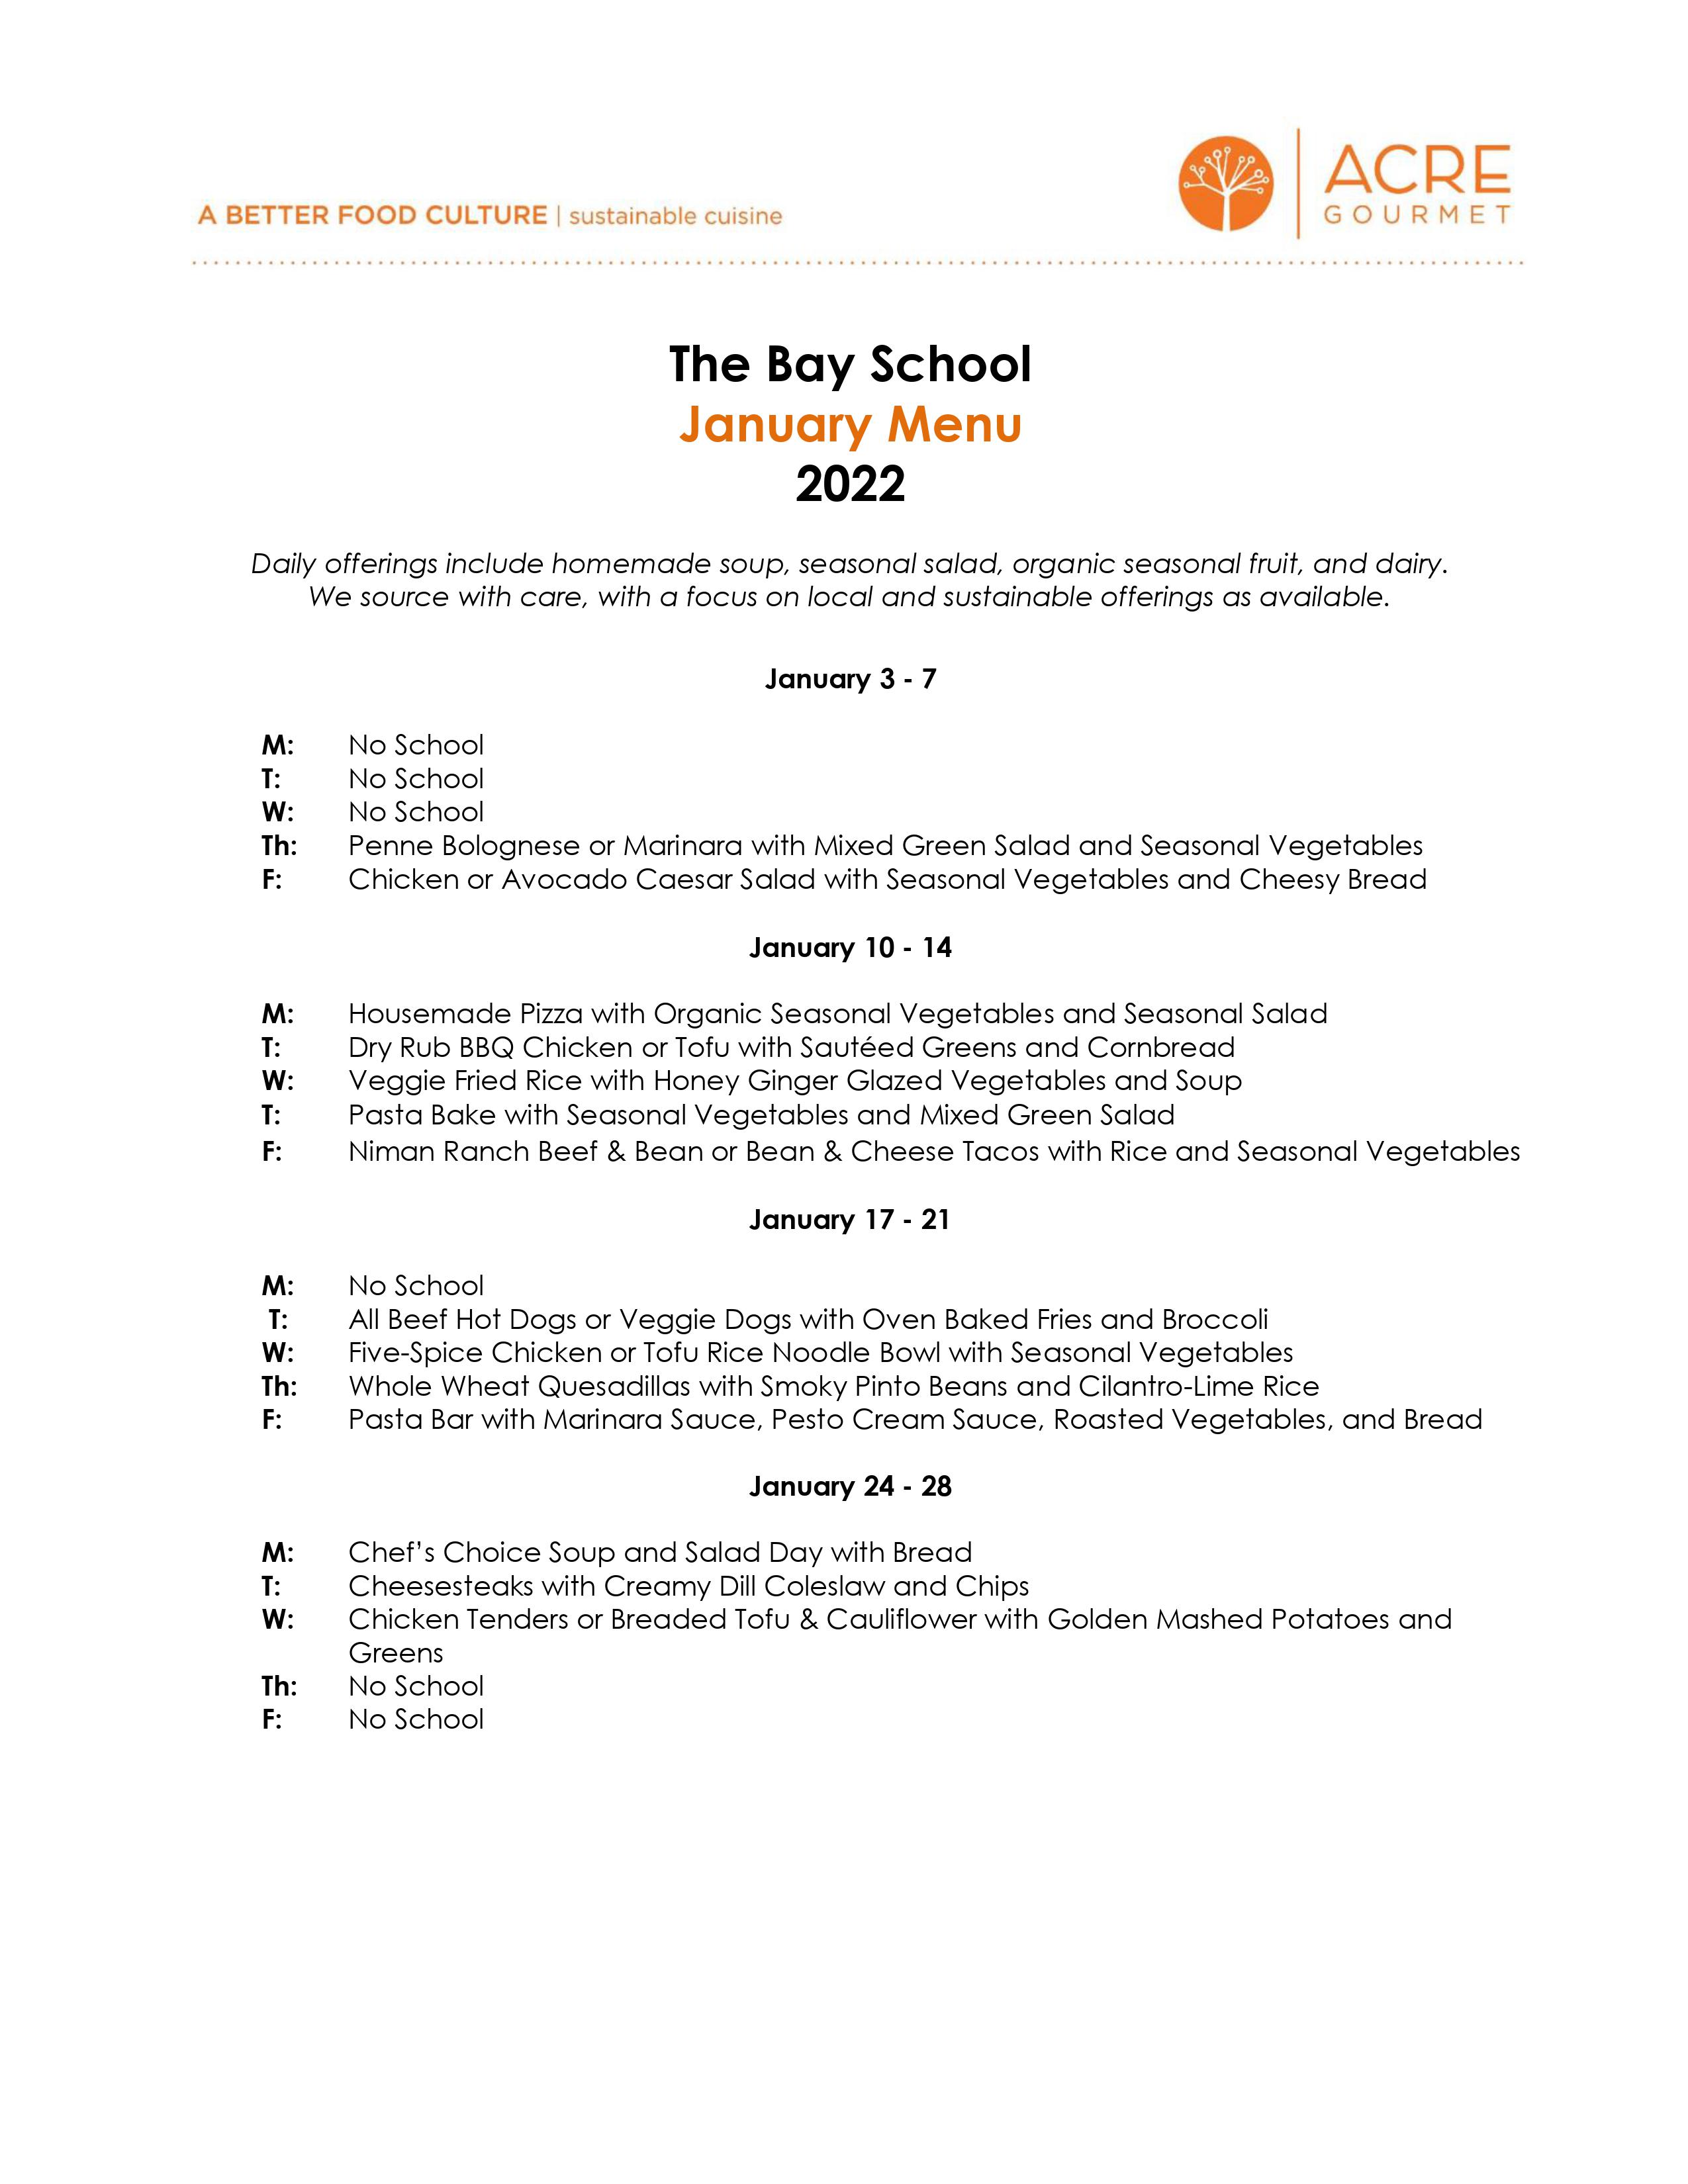 A BETTER FOOD CULTURE | sustainable cuisine
ACRE
GOURMET
The Bay School
January Menu
2022
Daily offerings include homemade soup, seasonal salad, organic seasonal fruit, and dairy.
We source with care, with a focus on local and sustainable offerings as available.
January 3 - 7
M: No School
T: No School
W: No School
Th: Penne Bolognese or Marinara with Mixed Green Salad and Seasonal Vegetables
F: Chicken or Avocado Caesar Salad with Seasonal Vegetables and Cheesy Bread
January 10 - 14
M: Housemade Pizza with Organic Seasonal Vegetables and Seasonal Salad
T: Dry Rub BBQ Chicken or Tofu with Sautéed Greens and Cornbread
W: Veggie Fried Rice with Honey Ginger Glazed Vegetables and Soup
T: Pasta Bake with Seasonal Vegetables and Mixed Green Salad
F: Niman Ranch Beef & Bean or Bean & Cheese Tacos with Rice and Seasonal Vegetables
January 17 - 21
M: No School
T: All Beef Hot Dogs or Veggie Dogs with Oven Baked Fries and Broccoli
W: Five-Spice Chicken or Tofu Rice Noodle Bowl with Seasonal Vegetables
Th: Whole Wheat Quesadillas with Smoky Pinto Beans and Cilantro-Lime Rice
F: Pasta Bar with Marinara Sauce, Pesto Cream Sauce, Roasted Vegetables, and Bread
January 24 - 28
M: Chef’s Choice Soup and Salad Day with Bread
T: Cheesesteaks with Creamy Dill Coleslaw and Chips
W: Chicken Tenders or Breaded Tofu & Cauliflower with Golden Mashed Potatoes and
Greens
Th: No School
F: No School